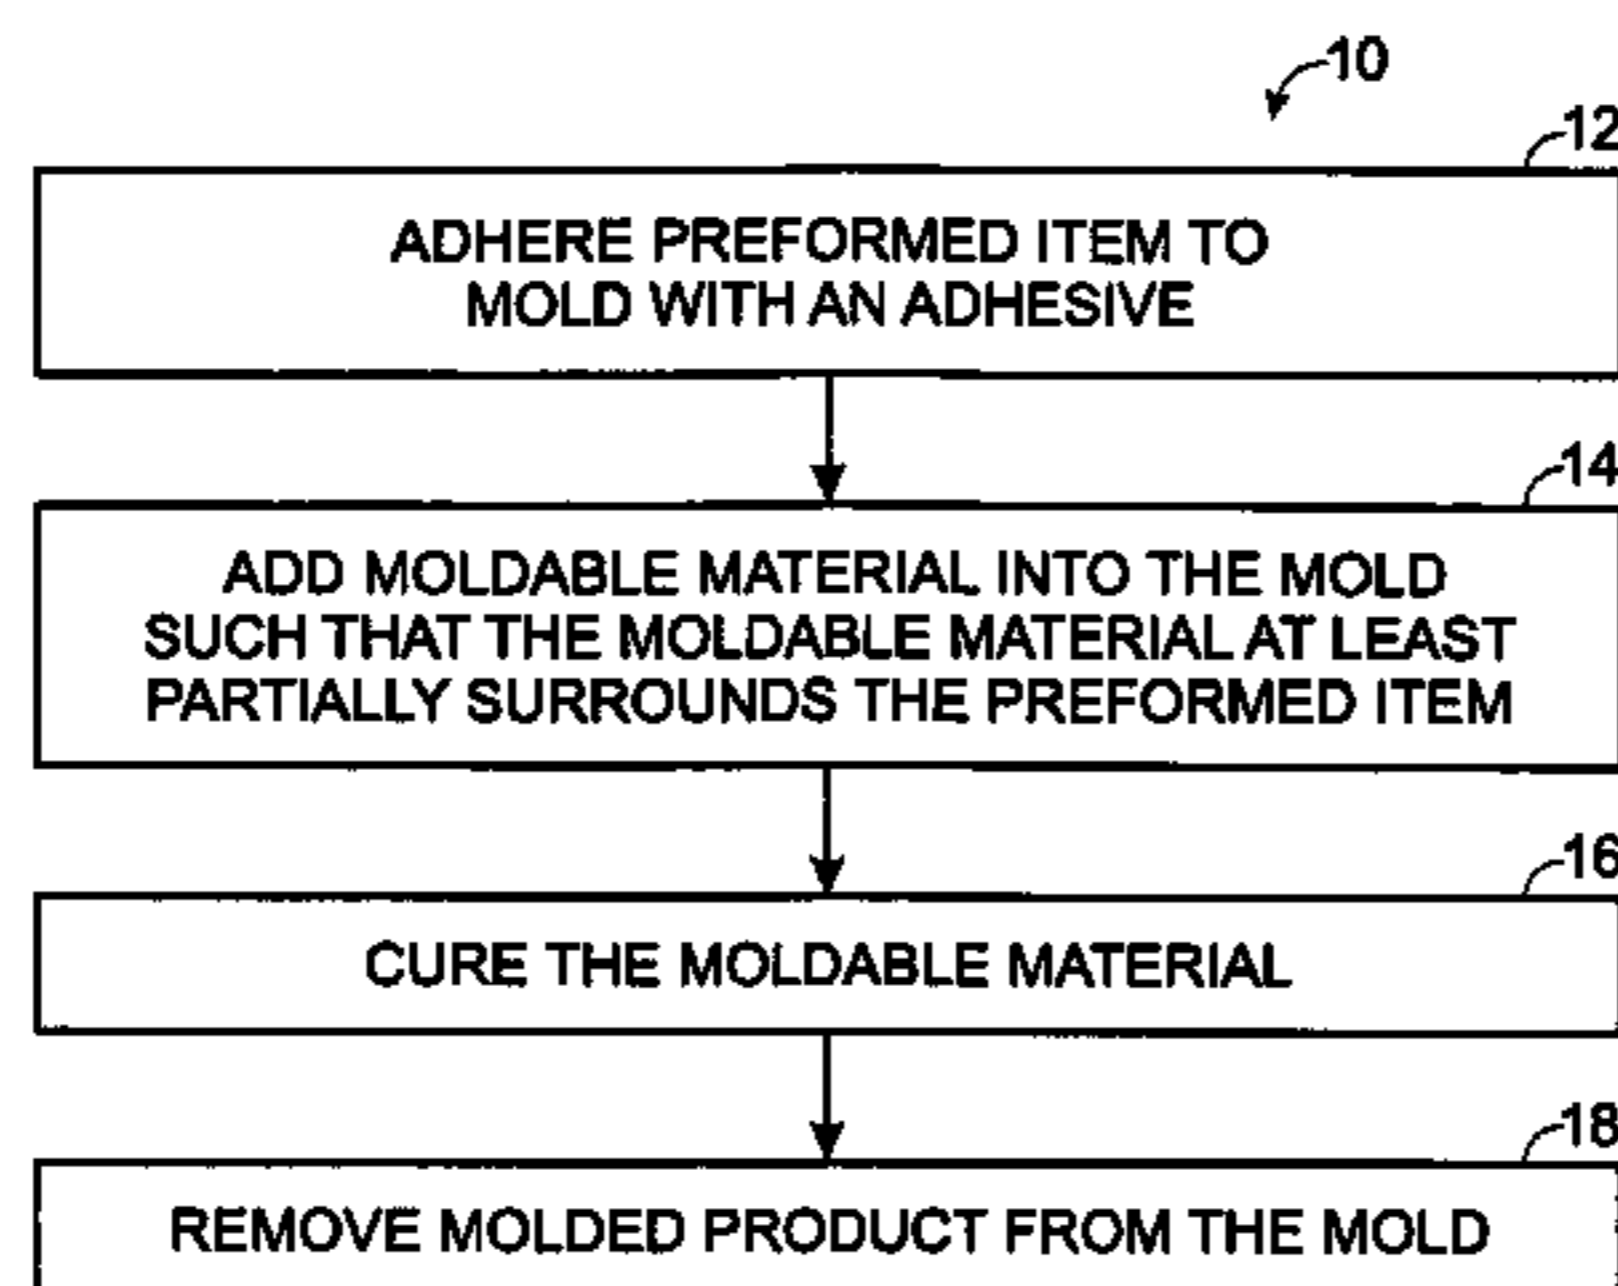 10
12
ADHERE PREFORMED ITEM TO
MOLD WITH AN ADHESIVE
14
ADD MOLDABLE MATERIAL INTO THE MOLD
SUCH THAT THE MOLDABLE MATERIAL AT LEAST
PARTIALLY SURROUNDS THE PREFORMED ITEM
16
CURE THE MOLDABLE MATERIAL
18
REMOVE MOLDED PRODUCT FROM THE MOLD